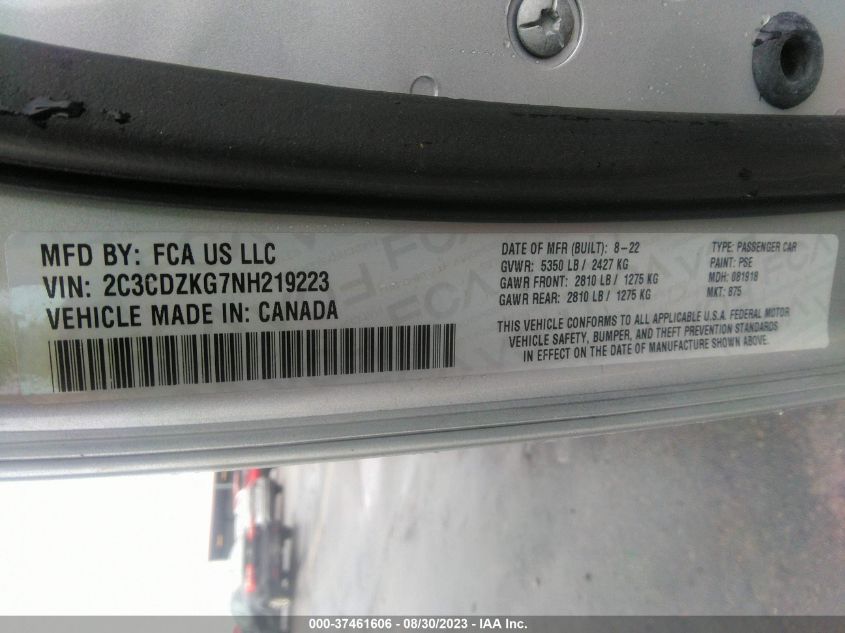 MFD BY: FCA US LLC
VIN: 2C3CDZKG7NH219223
VEHICLE MADE IN: CANADA
DATE OF MFR (BUILT): 8-22
GVWR: 5350 LB / 2427 KG
GAWR FRONT: 2810 LB / 1275 KG
GAWR REAR: 2810 LB / 1275 KG
TYPE: PASSENGER CAR
PAINT: PSE
MDH: 081918
MKT: B75
THIS VEHICLE CONFORMS TO ALL APPLICABLE U.S.A. FEDERAL MOTOR
VEHICLE SAFETY, BUMPER, AND THEFT PREVENTION STANDARDS
IN EFFECT ON THE DATE OF MANUFACTURE SHOWN ABOVE.
000-37461606 - 08/30/2023 - IAA Inc.